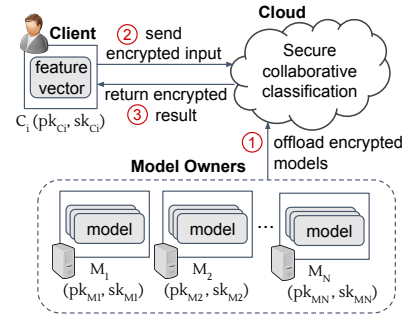 Client
② send
encrypted input
Cloud
feature
vector
Secure
collaborative
classification
return encrypted
③ result
C_i (pk_Ci, sk_Ci)
① offload encrypted
models
Model Owners
model
model
...
model
M_1
M_2
M_N
(pk_M1, sk_M1)
(pk_M2, sk_M2)
(pk_MN, sk_MN)